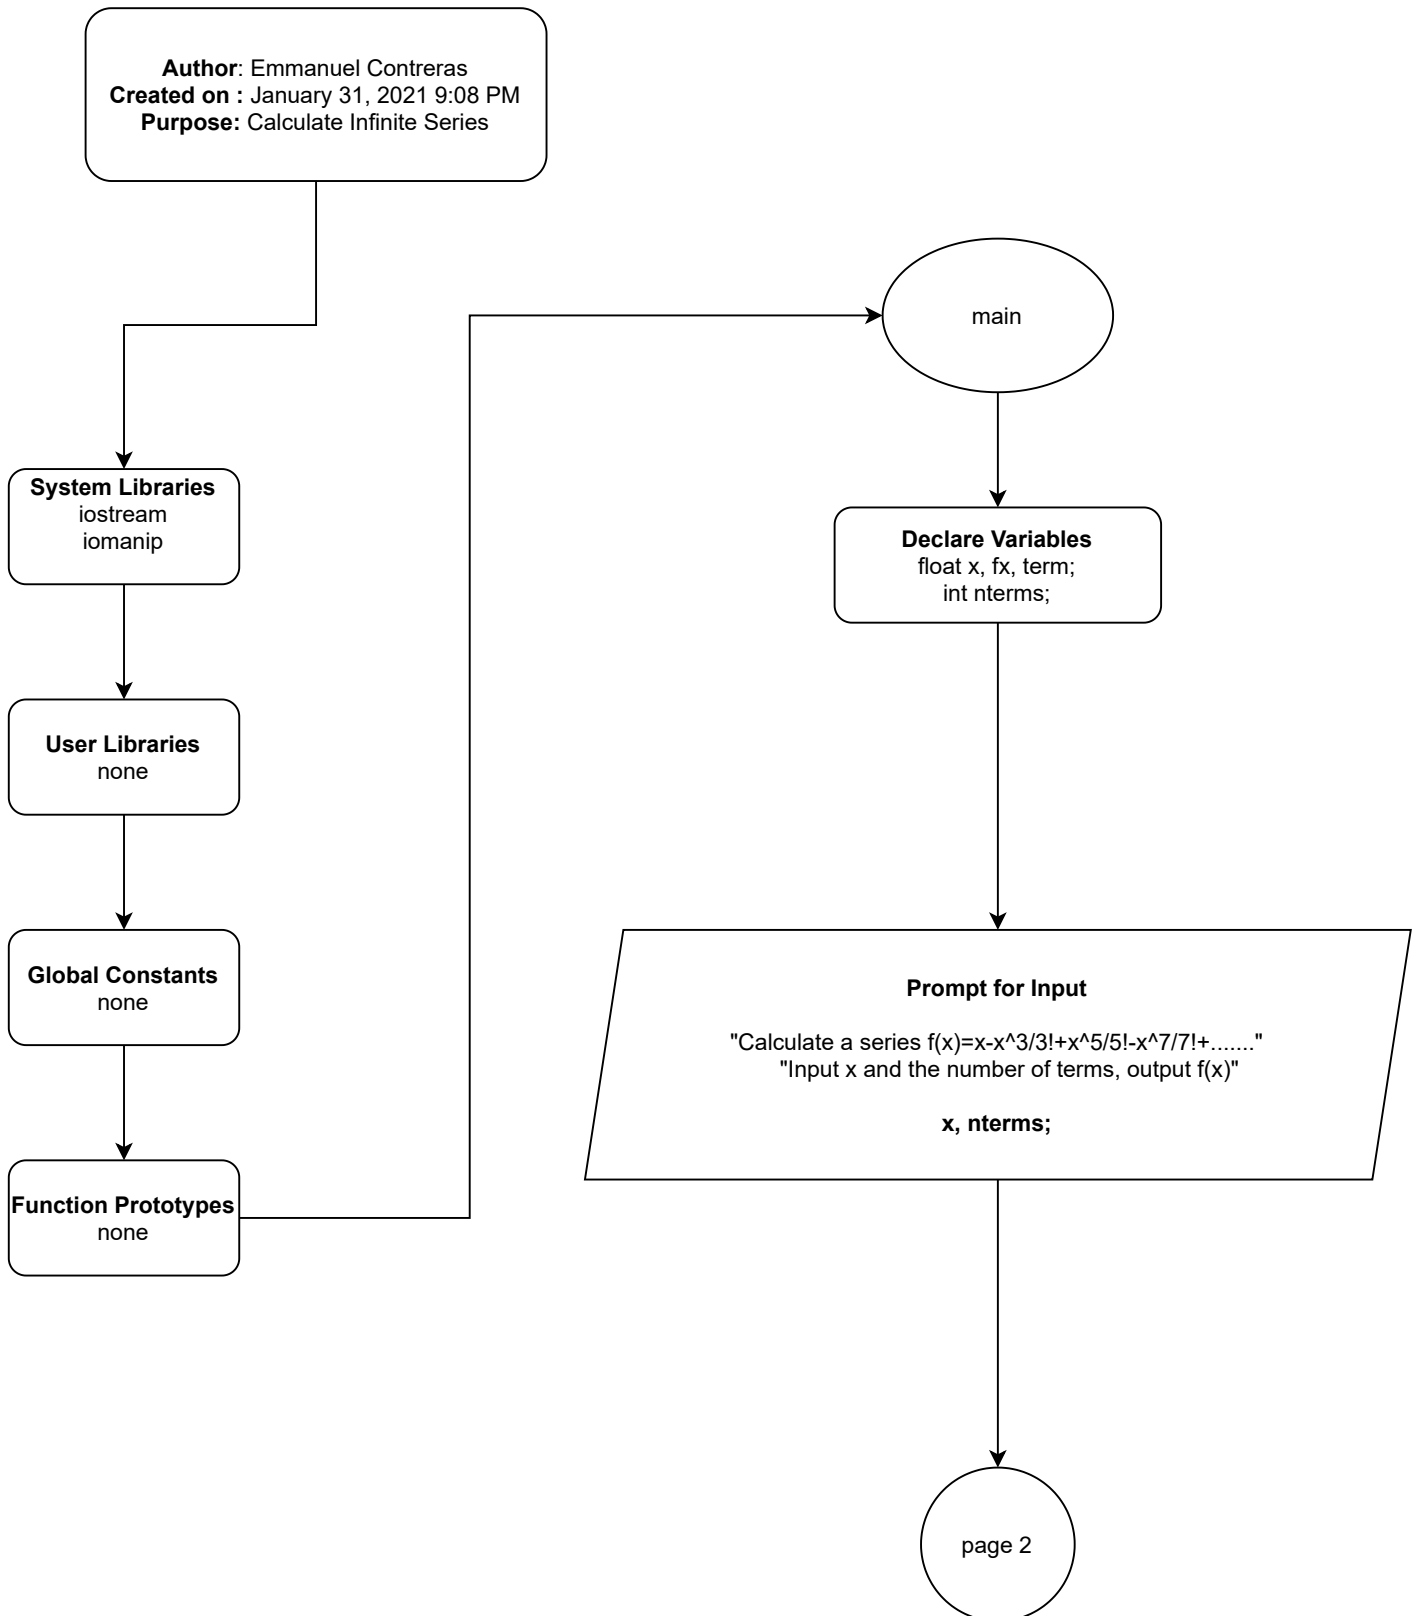 Author: Emmanuel Contreras
Created on : January 31, 2021 9:08 PM
Purpose: Calculate Infinite Series
System Libraries
iostream
iomanip
User Libraries
none
Global Constants
none
Function Prototypes
none
main
Declare Variables
float x, fx, term;
int nterms;
Prompt for Input
"Calculate a series f(x)=x-x^3/3!+x^5/5!-x^7/7!+......."
"Input x and the number of terms, output f(x)"
x, nterms;
page 2